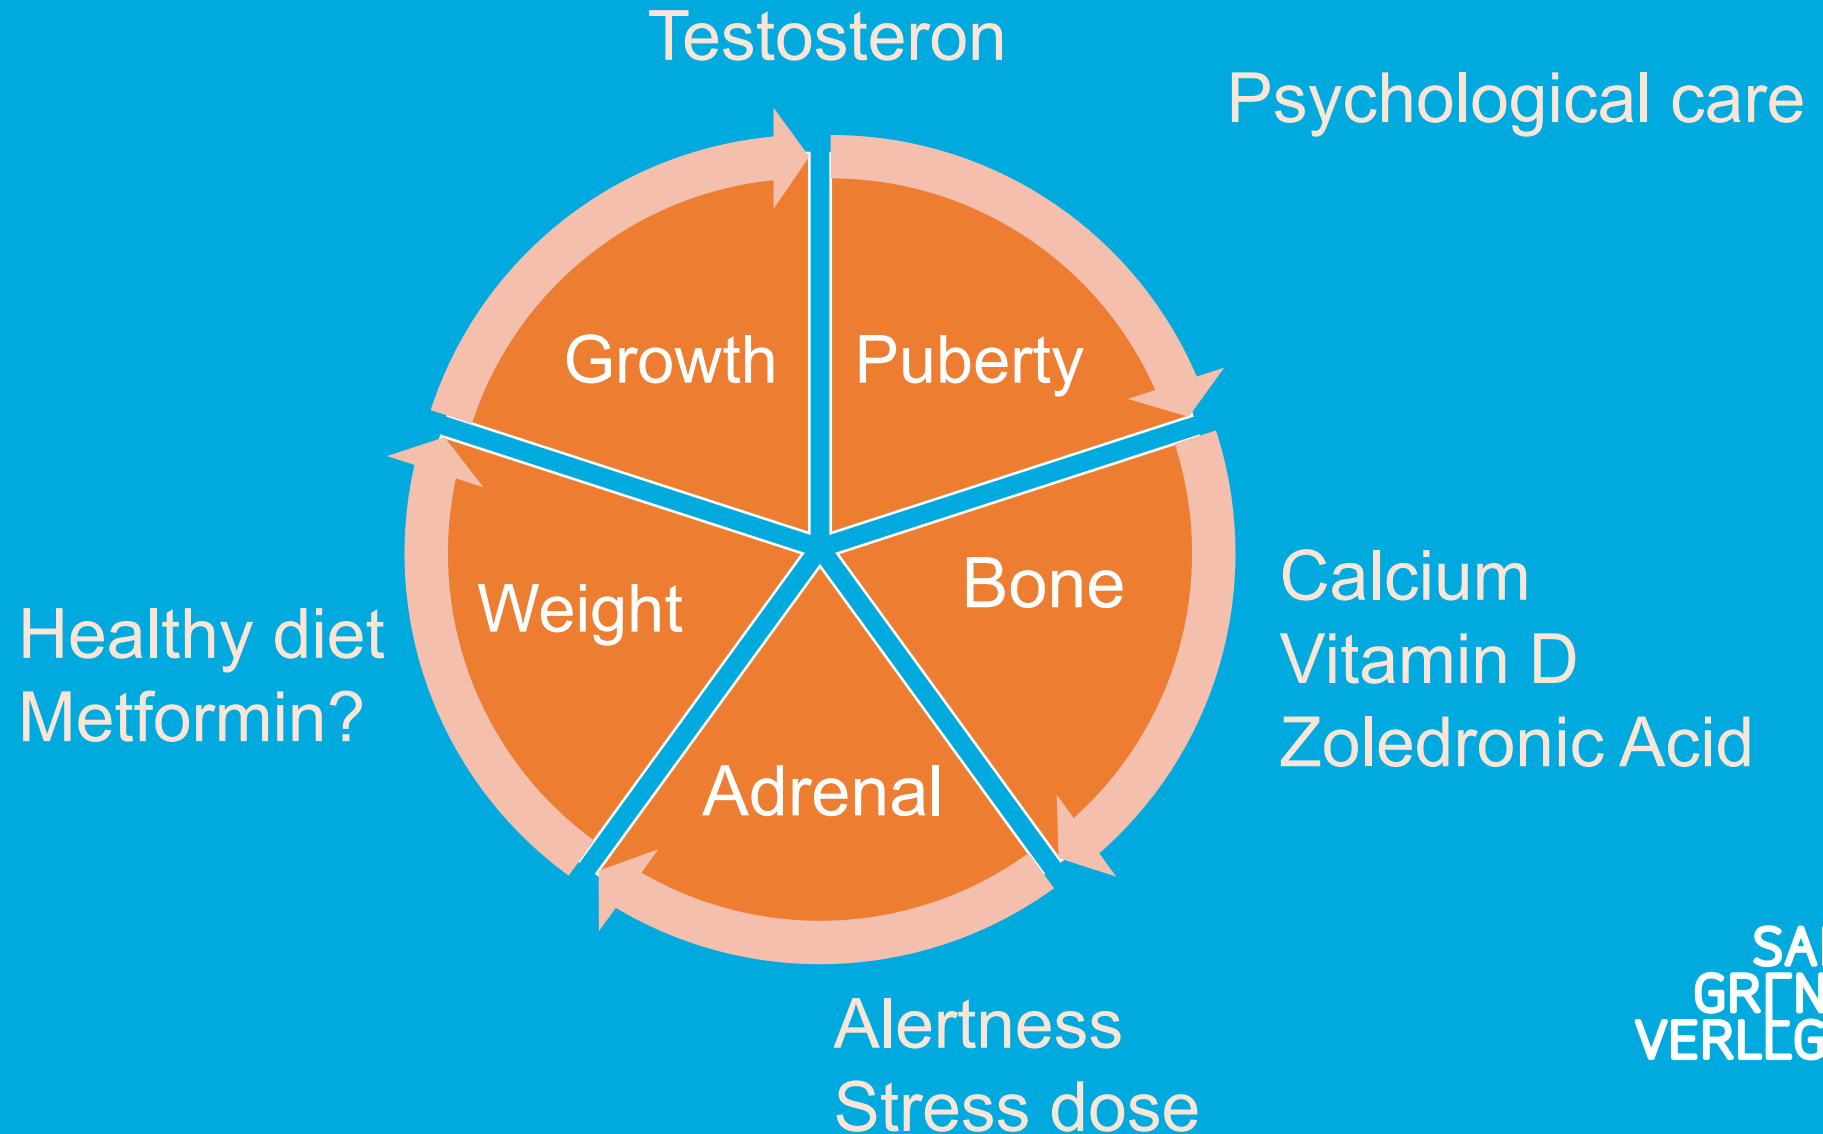 Testosteron
Psychological care
Growth
Puberty
Bone
Calcium
Vitamin D
Zoledronic Acid
Weight
Healthy diet
Metformin?
Adrenal
Alertness
Stress dose